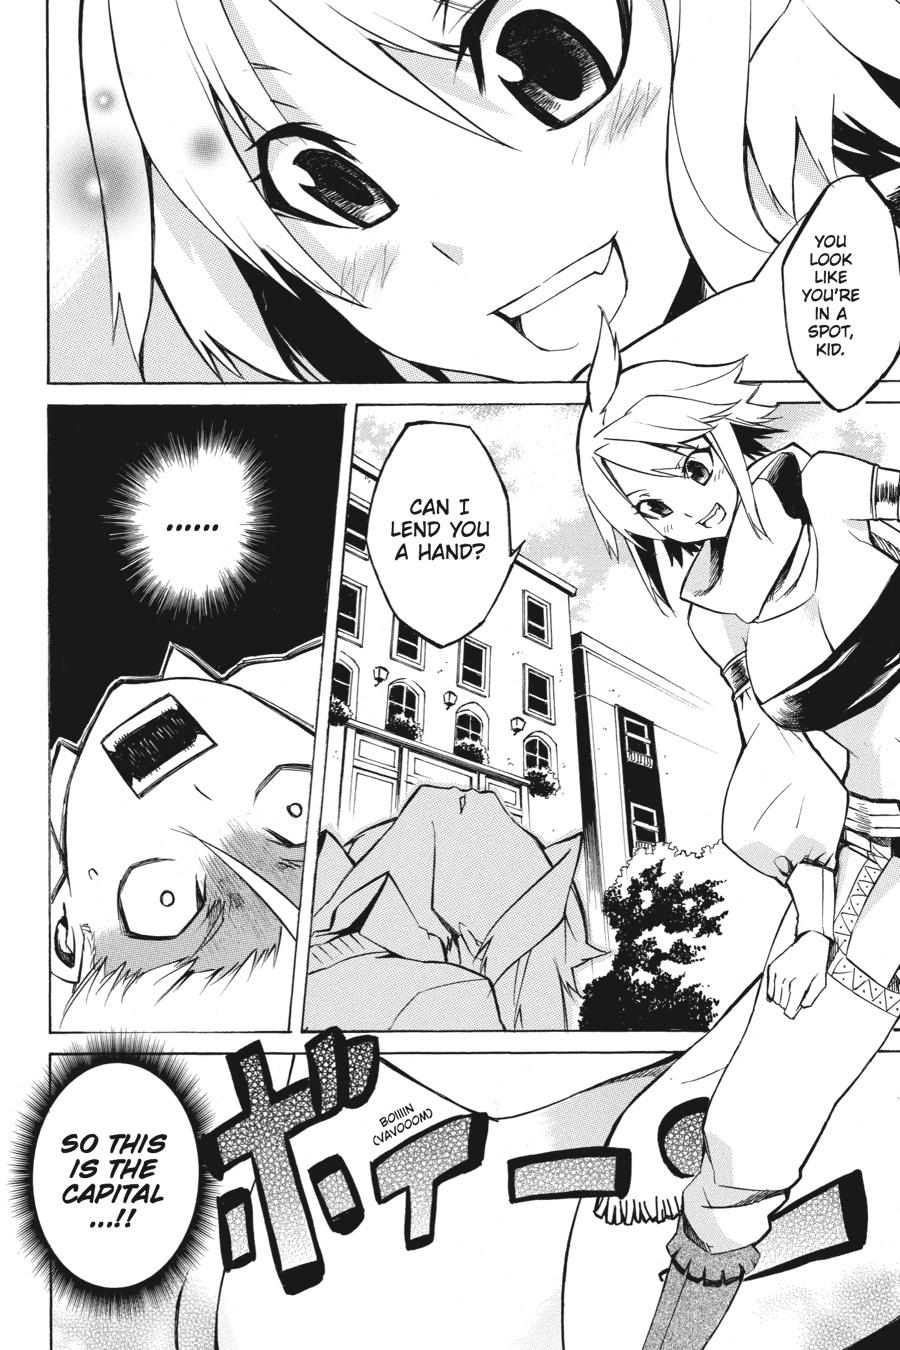 YOU
LOOK
LIKE
YOU'RE
IN A
SPOT,
KID.
CAN I
LEND YOU
A HAND?
......
ボイーン
BOIIIIN
(VAVOOOM)
SO THIS
IS THE
CAPITAL
...!!